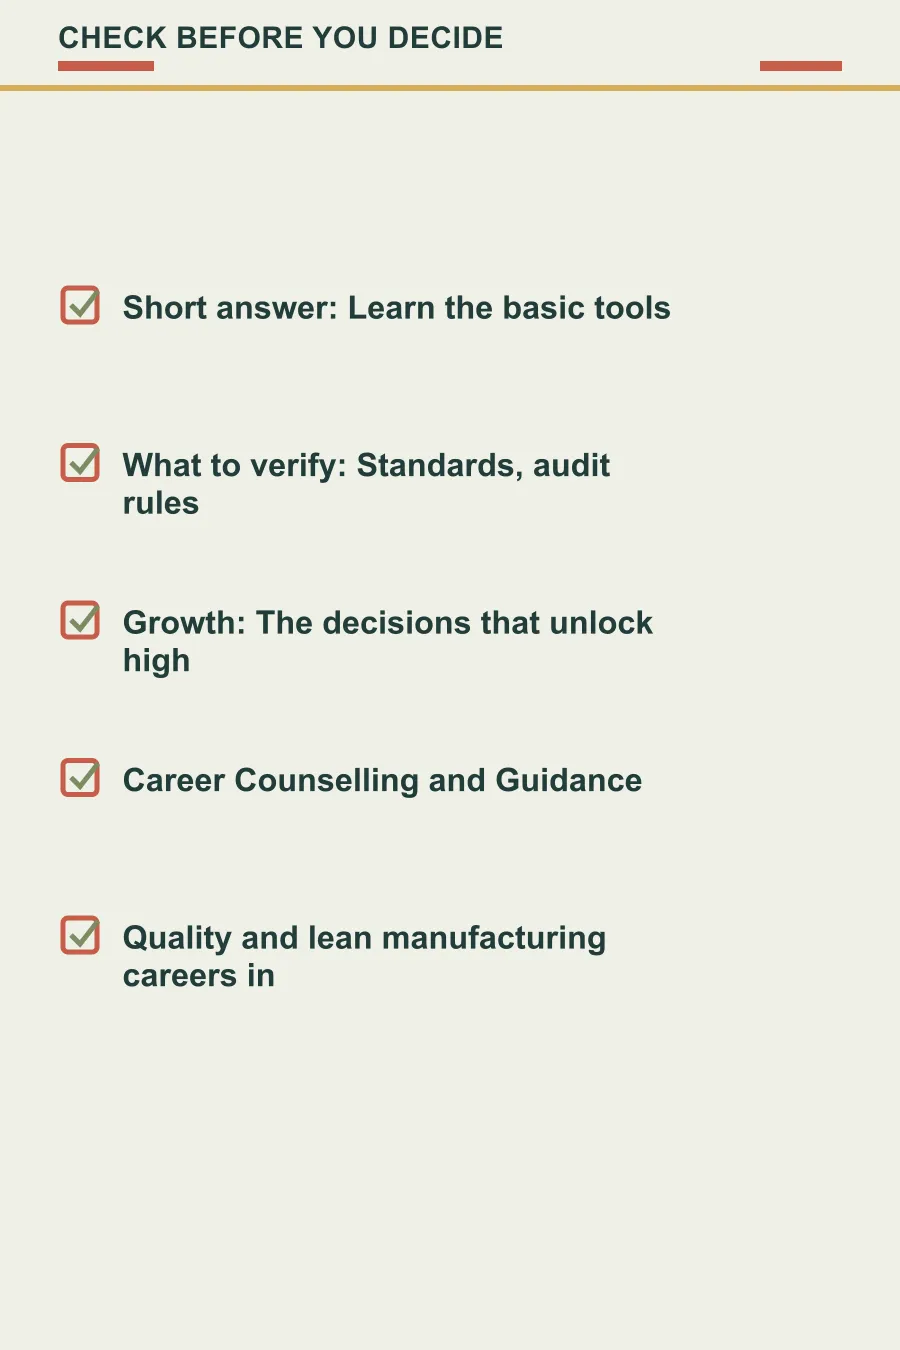 CHECK BEFORE YOU DECIDE
Short answer: Learn the basic tools
What to verify: Standards, audit
rules
Growth: The decisions that unlock
high
Career Counselling and Guidance
Quality and lean manufacturing
careers in